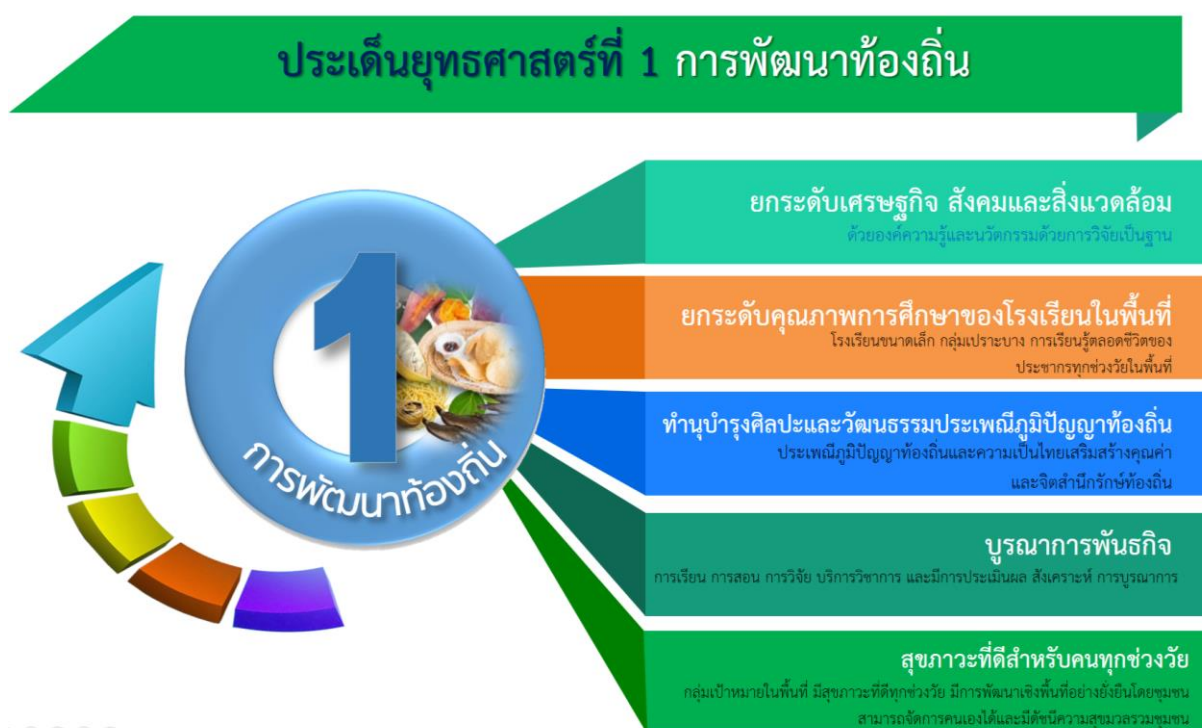 ประเด็นยุทธศาสตร์ที่ 1 การพัฒนาท้องถิ่น
1
การพัฒนาท้องถิ่น
ยกระดับเศรษฐกิจ สังคมและสิ่งแวดล้อม
ด้วยองค์ความรู้และนวัตกรรมด้วยการวิจัยเป็นฐาน
ยกระดับคุณภาพการศึกษาของโรงเรียนในพื้นที่
โรงเรียนขนาดเล็ก กลุ่มเปราะบาง การเรียนรู้ตลอดชีวิตของ
ประชากรทุกช่วงวัยในพื้นที่
ทำนุบำรุงศิลปะและวัฒนธรรมประเพณีภูมิปัญญาท้องถิ่น
ประเพณีภูมิปัญญาท้องถิ่นและความเป็นไทยเสริมสร้างคุณค่า
และจิตสำนึกรักษ์ท้องถิ่น
บูรณาการพันธกิจ
การเรียน การสอน การวิจัย บริการวิชาการ และมีการประเมินผล สังเคราะห์ การบูรณาการ
สุขภาวะที่ดีสำหรับคนทุกช่วงวัย
กลุ่มเป้าหมายในพื้นที่ มีสุขภาวะที่ดีทุกช่วงวัย มีการพัฒนาเชิงพื้นที่อย่างยั่งยืนโดยชุมชน
สามารถจัดการตนเองได้และมีดัชนีความสุขมวลรวมชุมชน